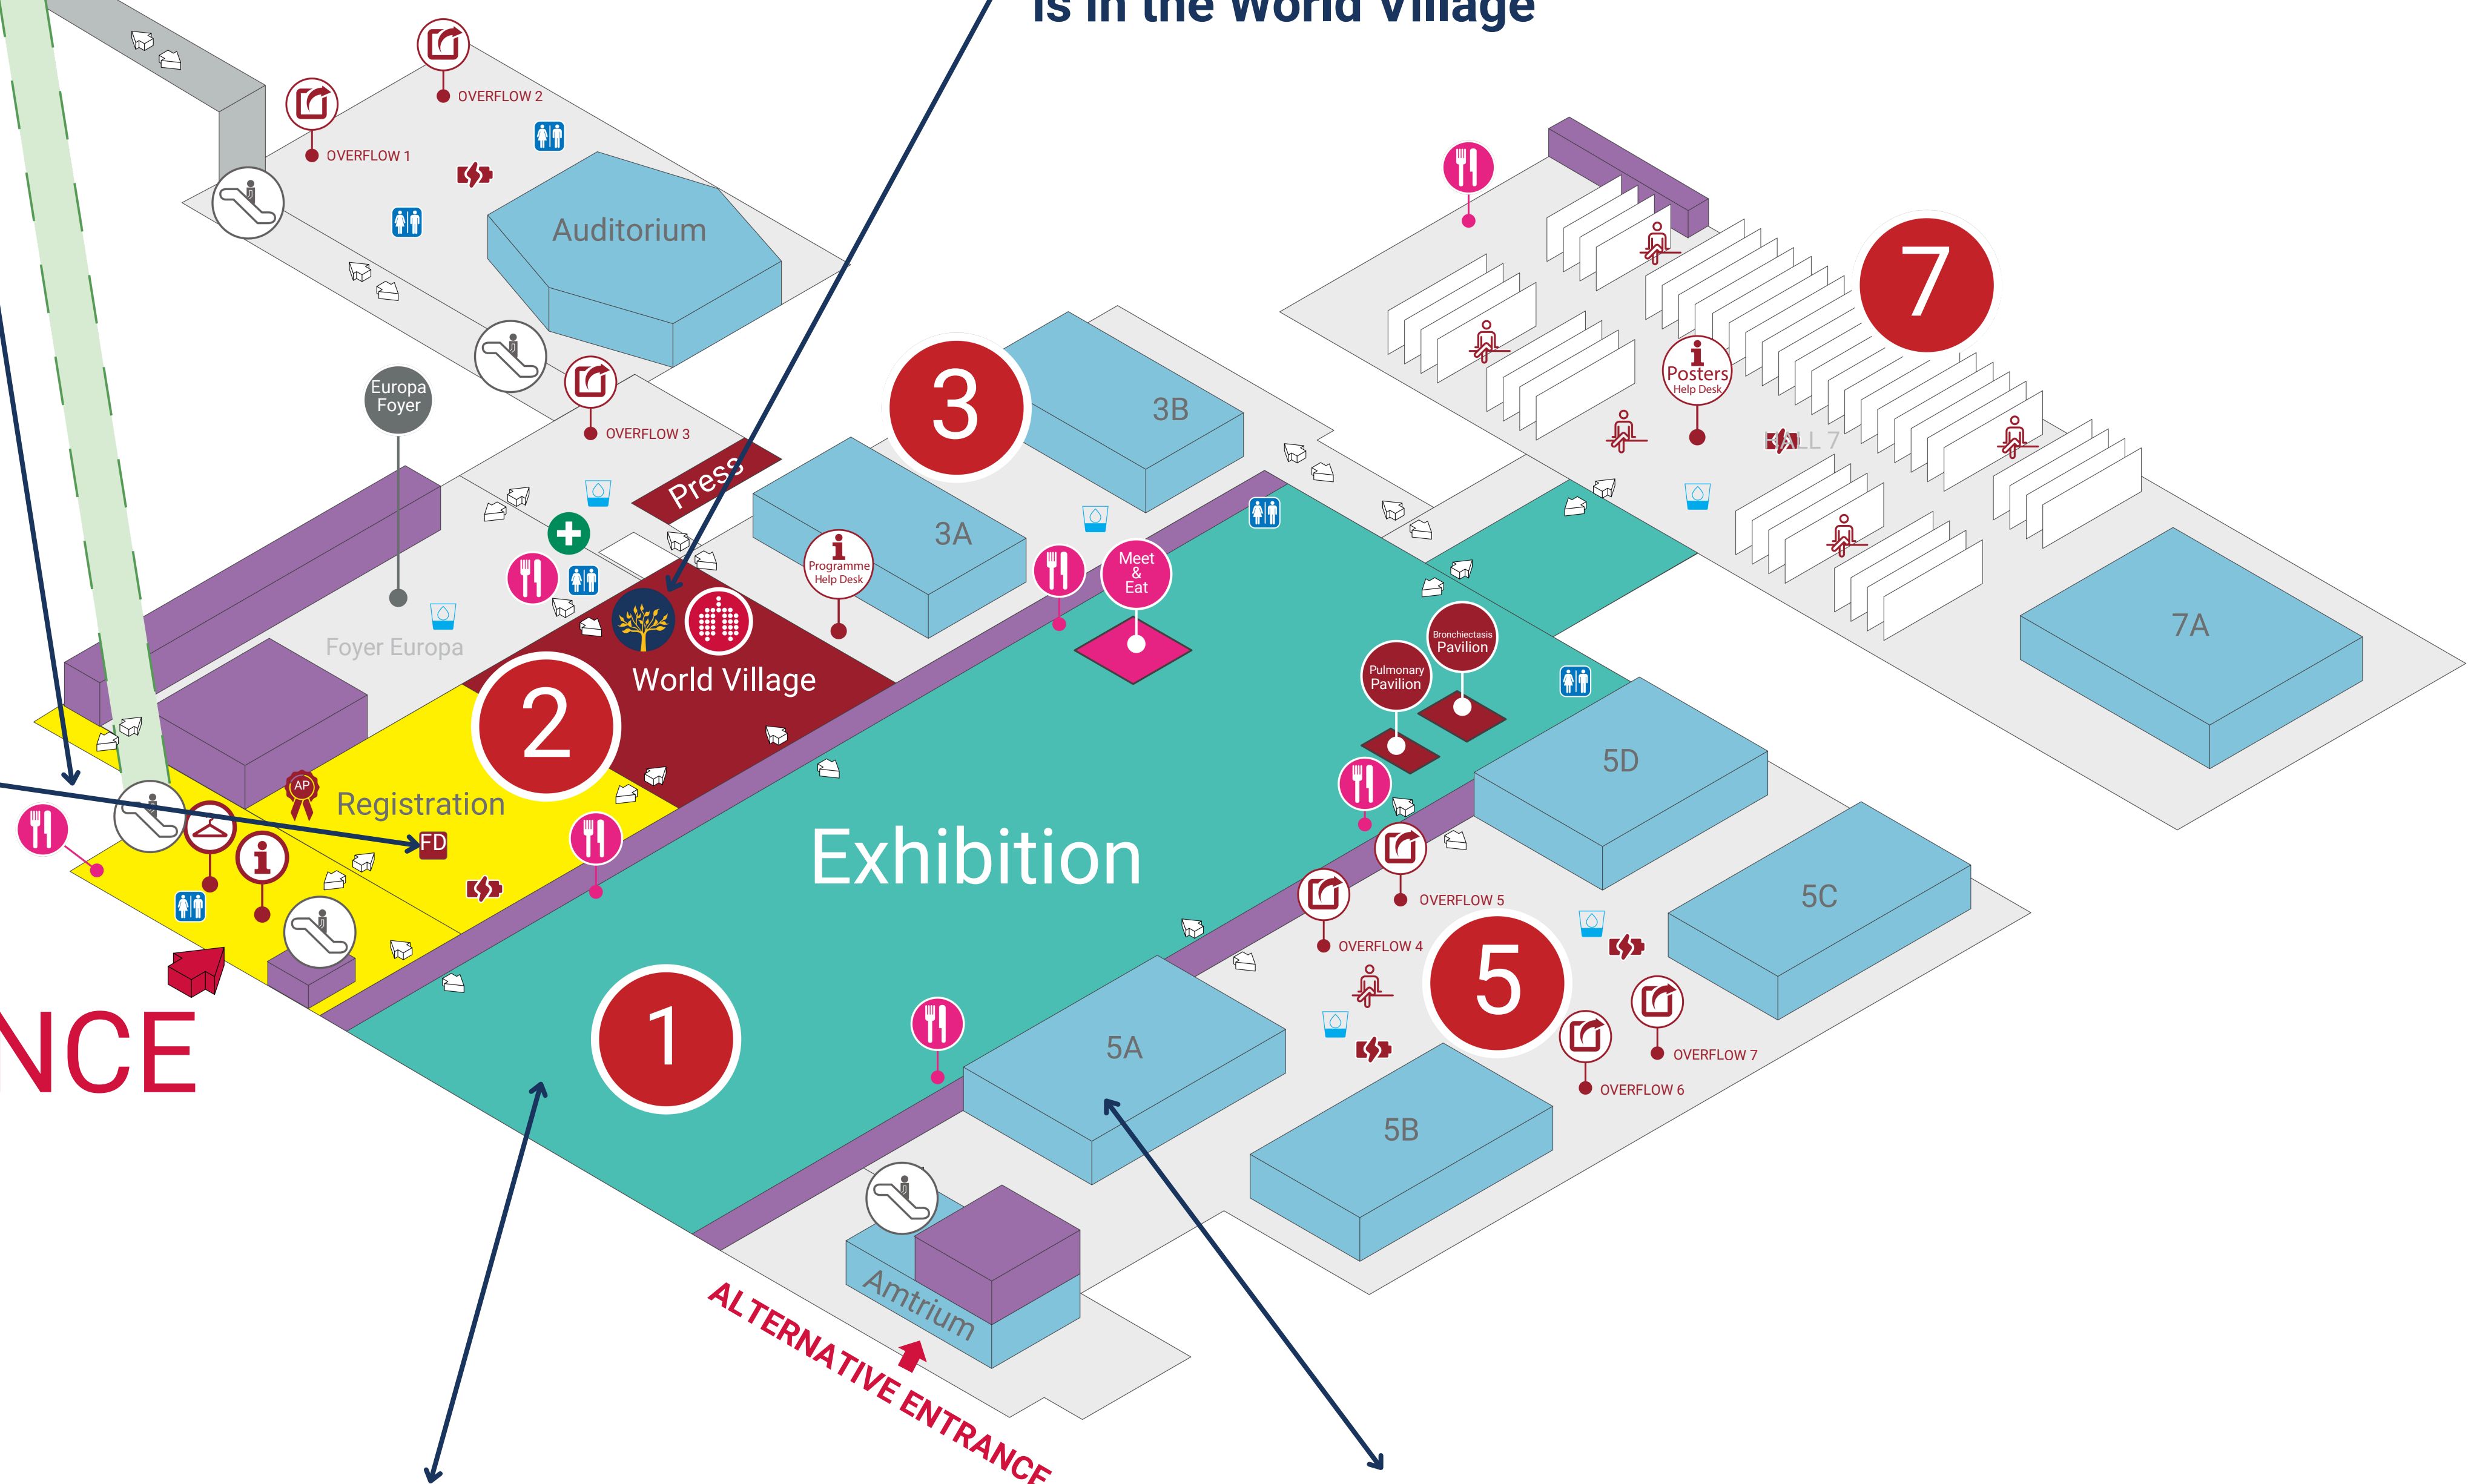 is in the World Village
OVERFLOW 2
OVERFLOW 1
Auditorium
7
3
3B
Europa
Foyer
i
Posters
Help Desk
OVERFLOW 3
HALL 7
Press
3A
i
Programme
Help Desk
Meet
&
Eat
Bronchiectasis
Pavilion
Pulmonary
Pavilion
7A
Foyer Europa
World Village
2
5D
AP
Registration
FD
i
Exhibition
5C
OVERFLOW 5
OVERFLOW 4
5
NCE
1
5A
OVERFLOW 7
OVERFLOW 6
5B
Amtrium
ALTERNATIVE ENTRANCE